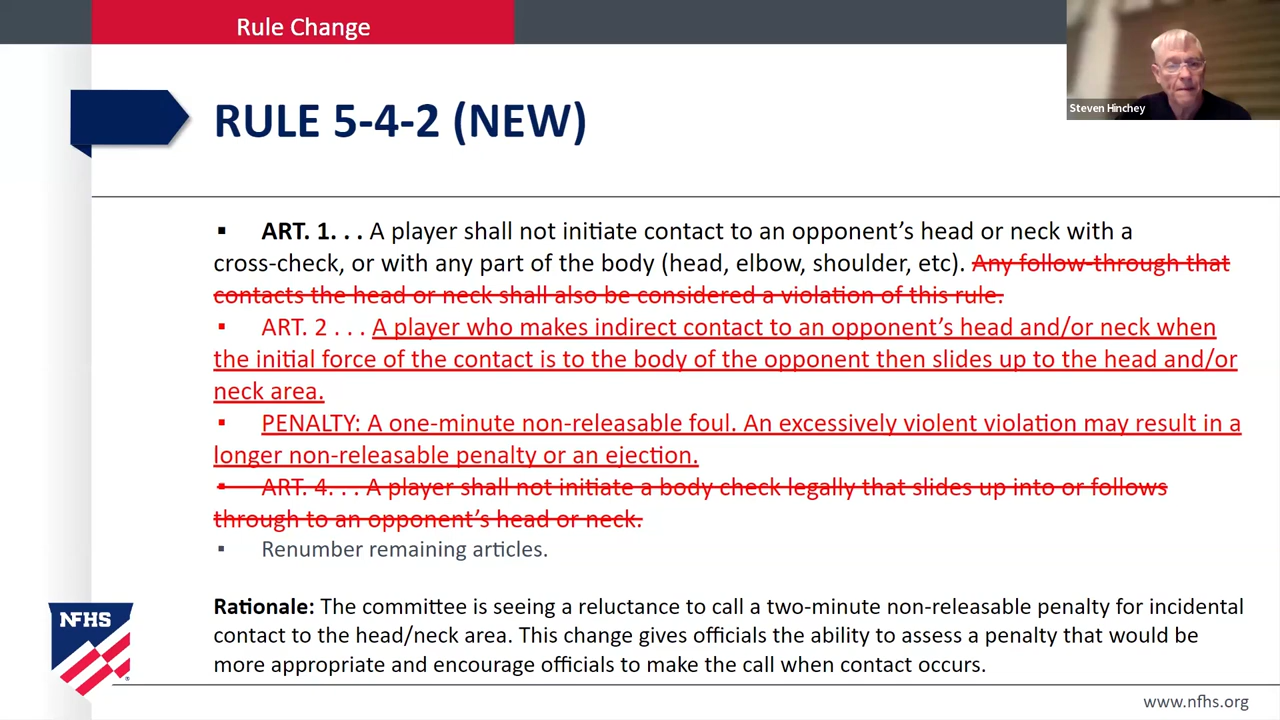 Rule Change
Steven Hinchey
RULE 5-4-2 (NEW)
▪ ART. 1. . . A player shall not initiate contact to an opponent’s head or neck with a
cross-check, or with any part of the body (head, elbow, shoulder, etc). Any follow-through that
contacts the head or neck shall also be considered a violation of this rule.
▪ ART. 2 . . . A player who makes indirect contact to an opponent’s head and/or neck when
the initial force of the contact is to the body of the opponent then slides up to the head and/or
neck area.
▪ PENALTY: A one-minute non-releasable foul. An excessively violent violation may result in a
longer non-releasable penalty or an ejection.
▪ ART. 4. . . A player shall not initiate a body check legally that slides up into or follows
through to an opponent’s head or neck.
▪ Renumber remaining articles.
Rationale: The committee is seeing a reluctance to call a two-minute non-releasable penalty for incidental
contact to the head/neck area. This change gives officials the ability to assess a penalty that would be
more appropriate and encourage officials to make the call when contact occurs.
NFHS
www.nfhs.org